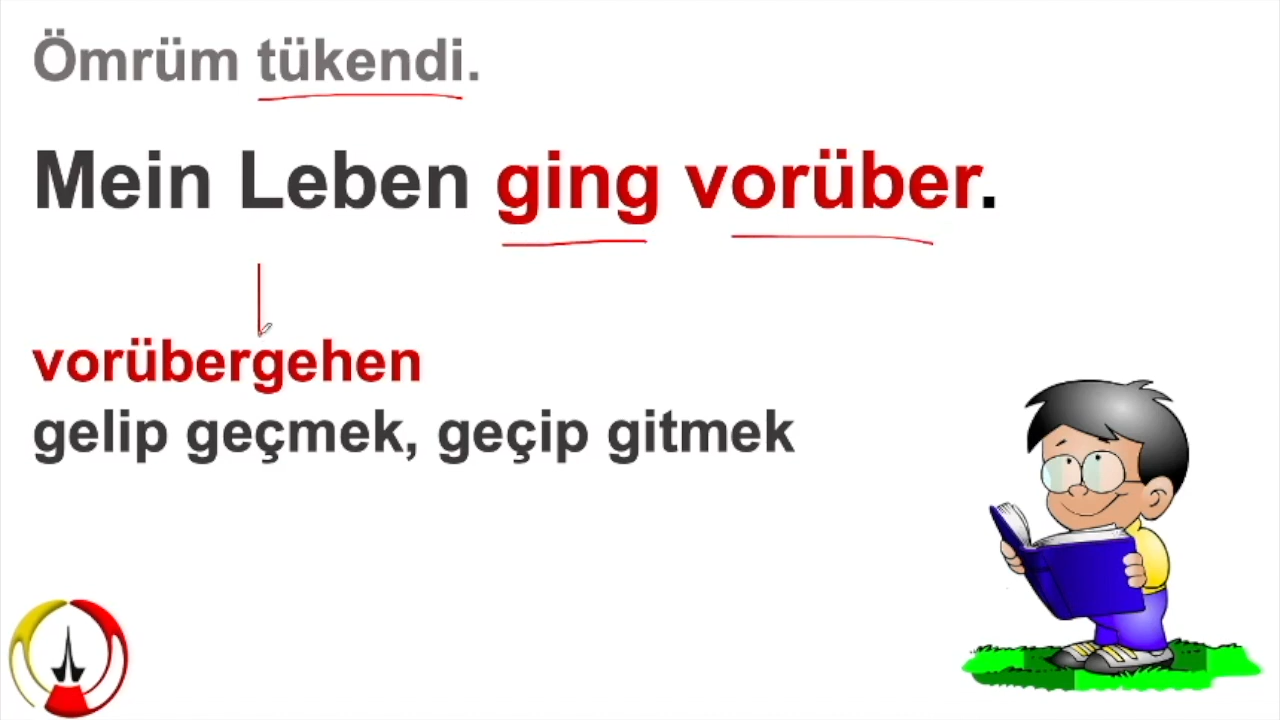 Ömrüm tükendi.
Mein Leben ging vorüber.
vorübergehen
gelip geçmek, geçip gitmek